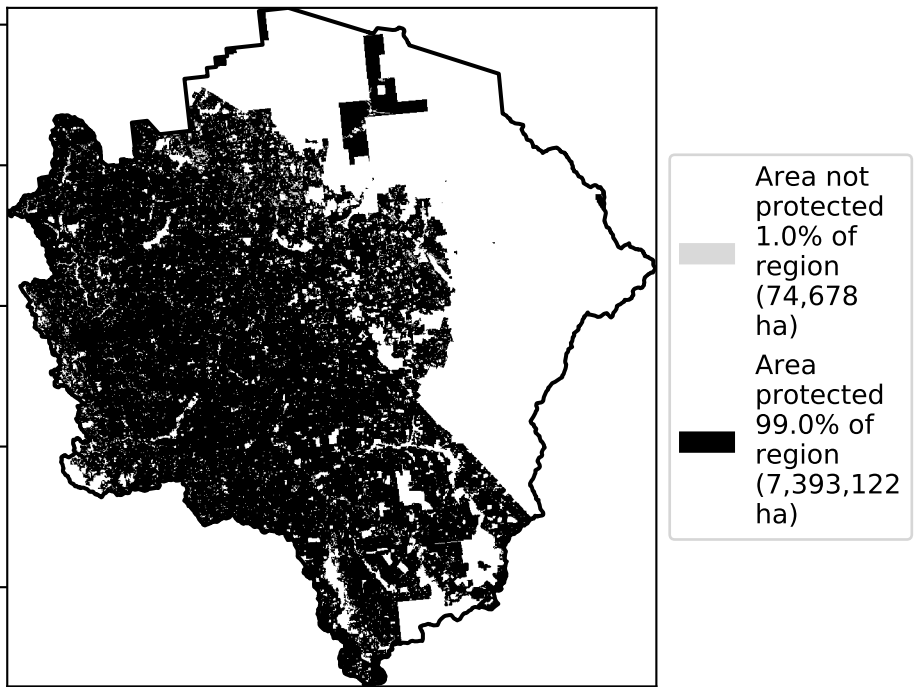 Area not
protected
1.0% of
region
(74,678
ha)
Area
protected
99.0% of
region
(7,393,122
ha)